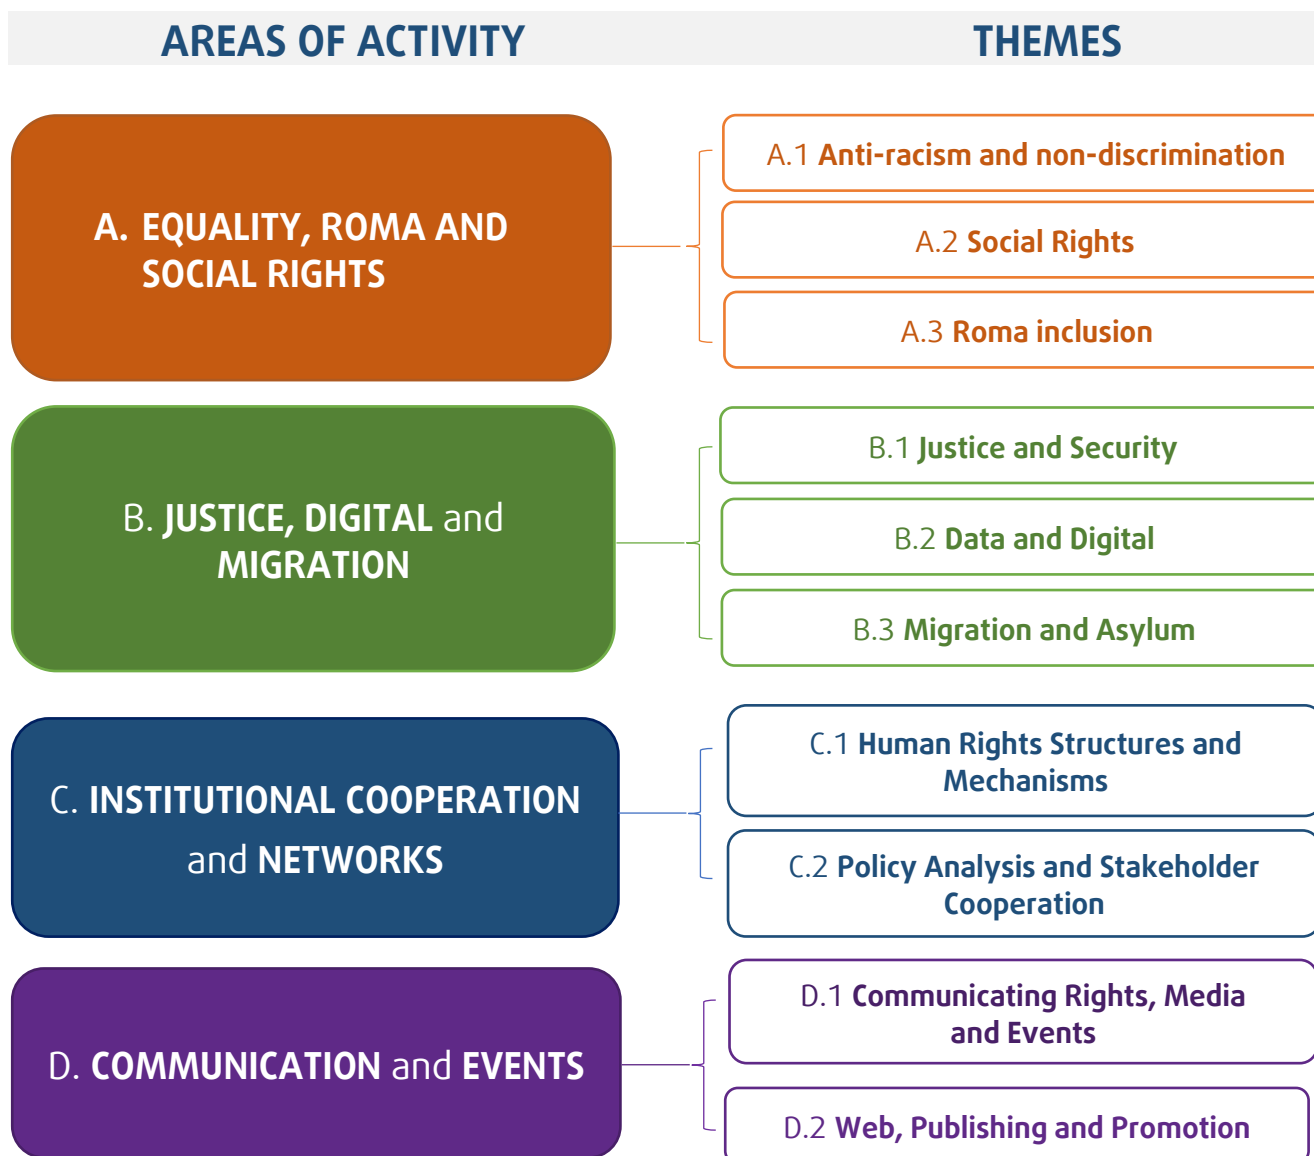 AREAS OF ACTIVITY
THEMES
A. EQUALITY, ROMA AND
SOCIAL RIGHTS
A.1 Anti-racism and non-discrimination
A.2 Social Rights
A.3 Roma inclusion
B. JUSTICE, DIGITAL and
MIGRATION
B.1 Justice and Security
B.2 Data and Digital
B.3 Migration and Asylum
C. INSTITUTIONAL COOPERATION
and NETWORKS
C.1 Human Rights Structures and
Mechanisms
C.2 Policy Analysis and Stakeholder
Cooperation
D. COMMUNICATION and EVENTS
D.1 Communicating Rights, Media
and Events
D.2 Web, Publishing and Promotion